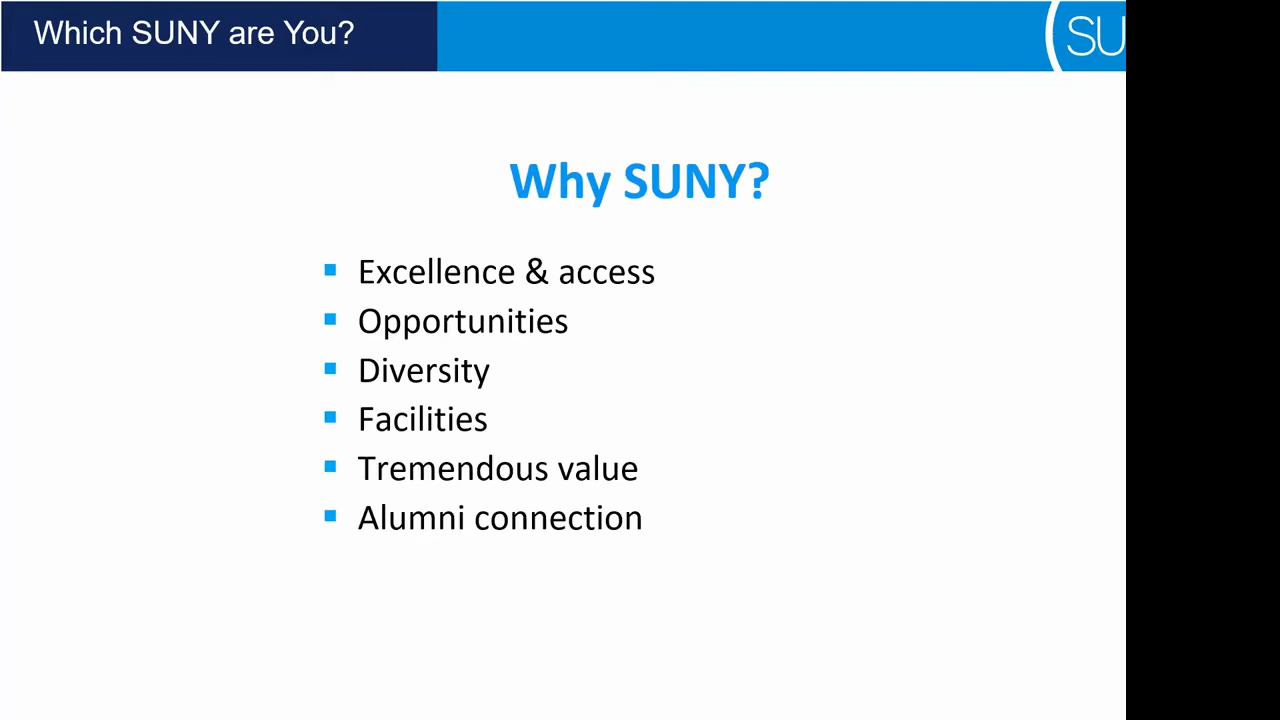 Which SUNY are You?
SU
Why SUNY?
Excellence & access
Opportunities
Diversity
Facilities
Tremendous value
Alumni connection